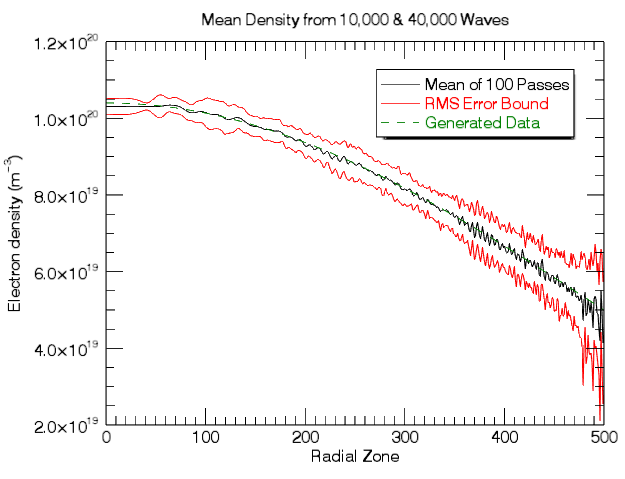 Mean Density from 10,000 & 40,000 Waves
1.2×10²⁰
1.0×10²⁰
8.0×10¹⁹
6.0×10¹⁹
4.0×10¹⁹
2.0×10¹⁹
Electron density (m⁻³)
Mean of 100 Passes
RMS Error Bound
Generated Data
0 100 200 300 400 500
Radial Zone